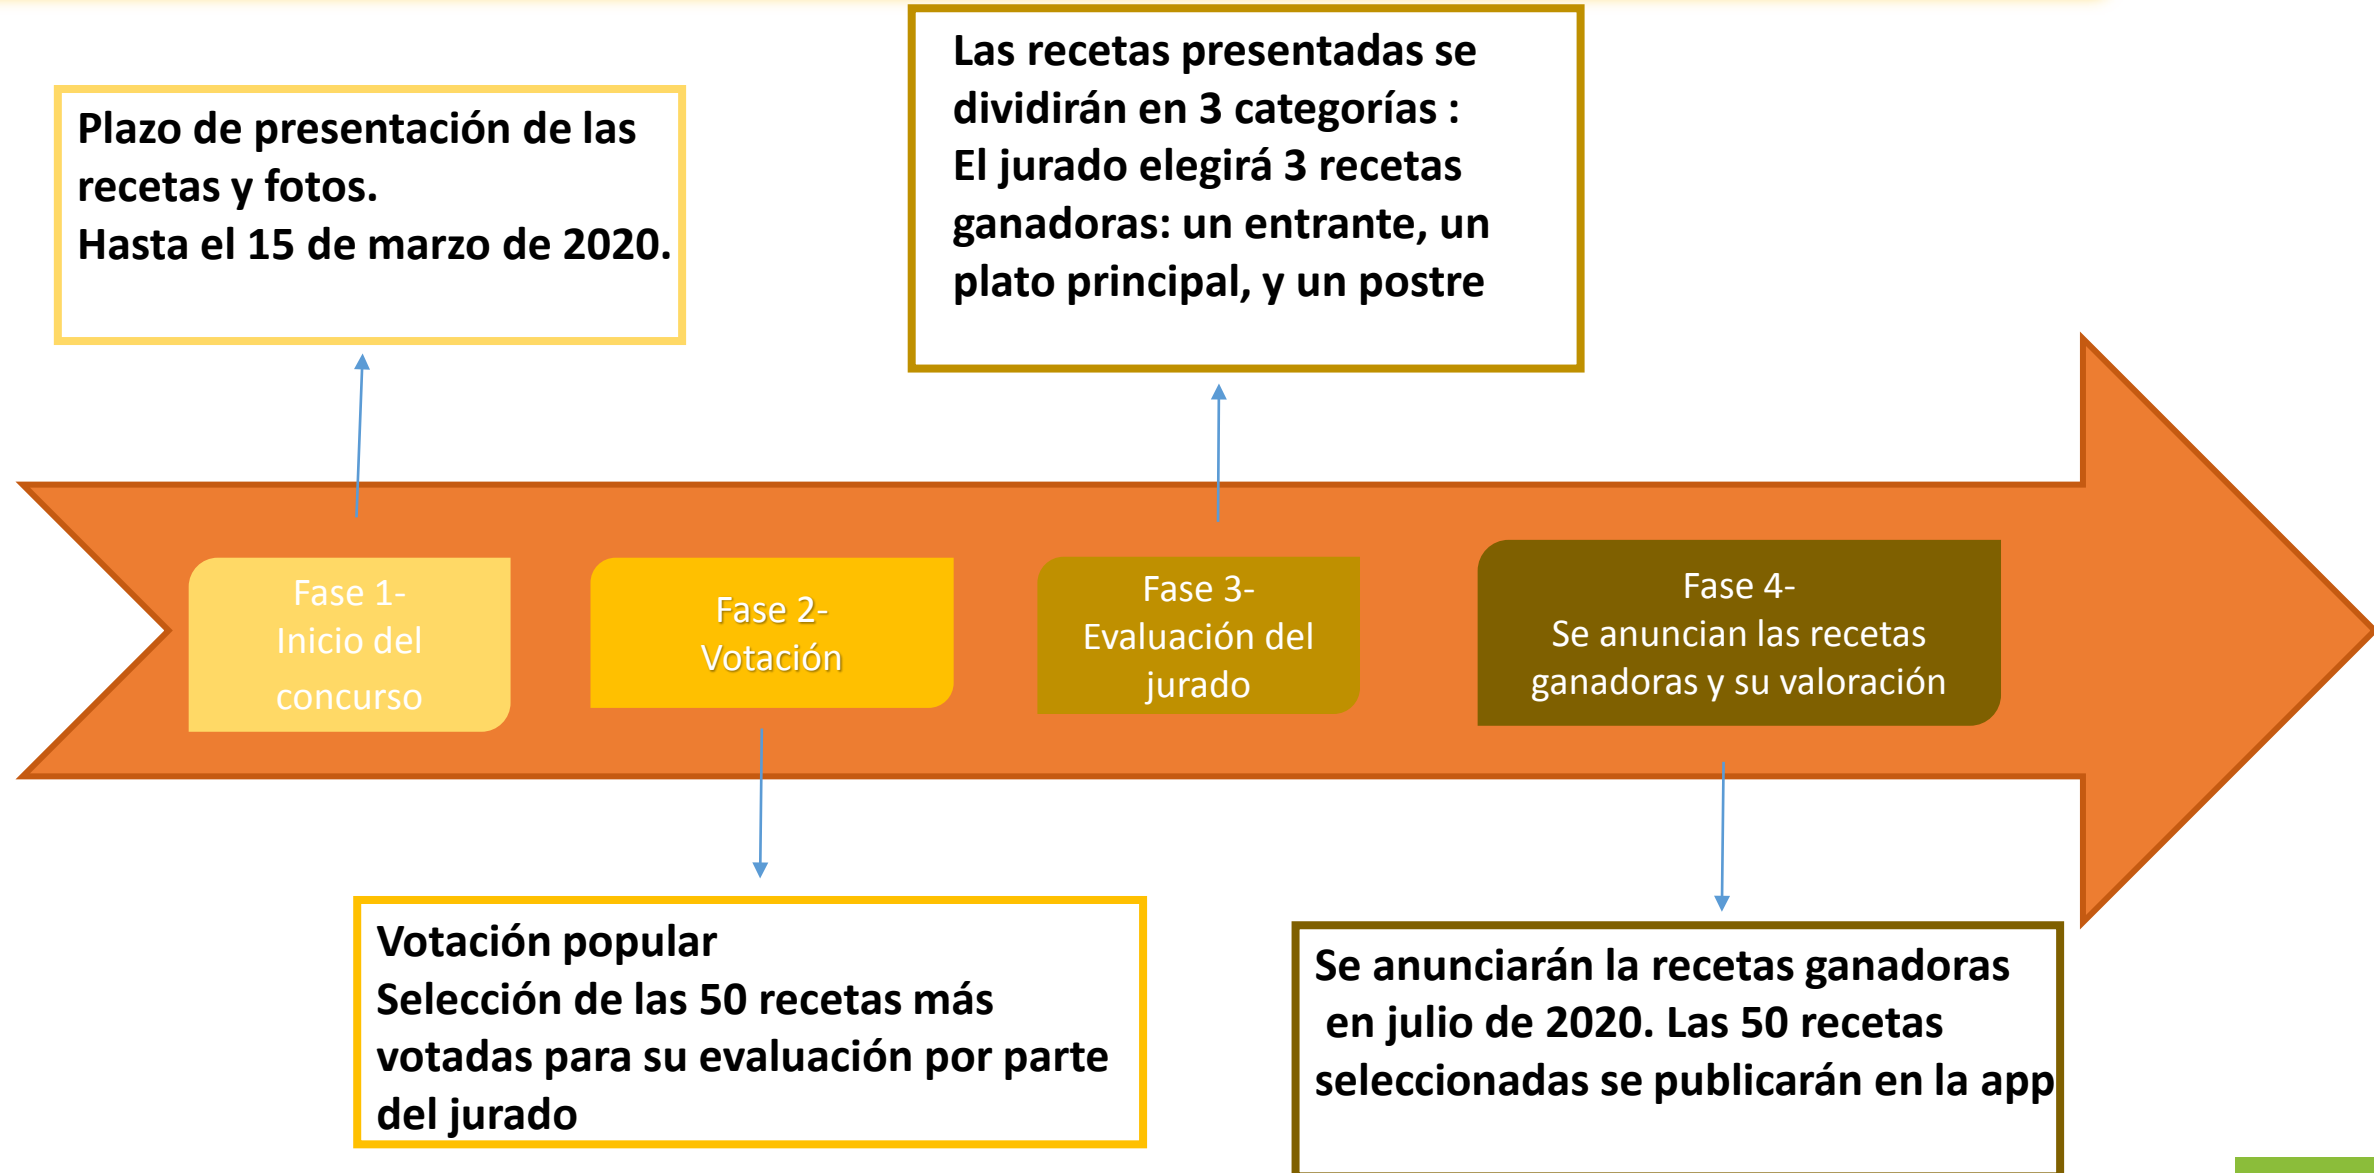 Plazo de presentación de las
recetas y fotos.
Hasta el 15 de marzo de 2020.
Las recetas presentadas se
dividirán en 3 categorías :
El jurado elegirá 3 recetas
ganadoras: un entrante, un
plato principal, y un postre
Fase 1-
Inicio del
concurso
Fase 2-
Votación
Fase 3-
Evaluación del
jurado
Fase 4-
Se anuncian las recetas
ganadoras y su valoración
Votación popular
Selección de las 50 recetas más
votadas para su evaluación por parte
del jurado
Se anunciarán la recetas ganadoras
en julio de 2020. Las 50 recetas
seleccionadas se publicarán en la app